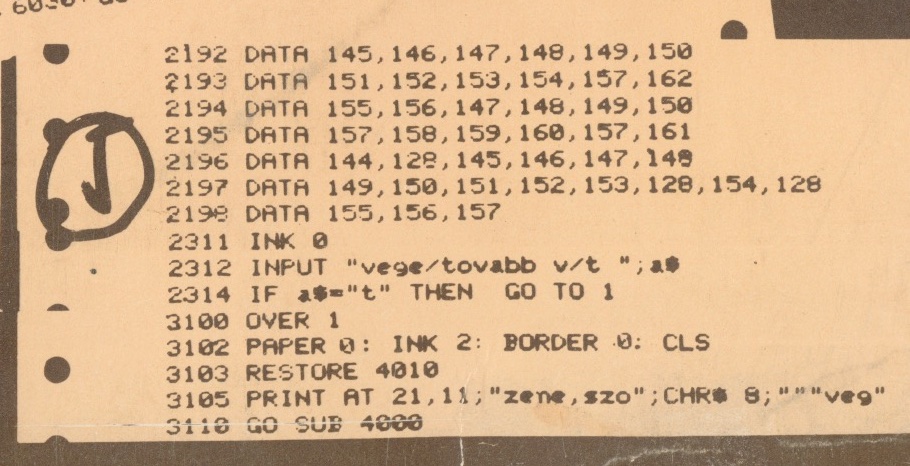 6030
2192 DATA 145,146,147,148,149,150
2193 DATA 151,152,153,154,157,162
2194 DATA 155,156,147,148,149,150
2195 DATA 157,158,159,160,157,161
2196 DATA 144,128,145,146,147,148
2197 DATA 149,150,151,152,153,128,154,128
2198 DATA 155,156,157
2311 INK 0
2312 INPUT "vege/tovabb v/t ";a$
2314 IF a$="t" THEN  GO TO 1
3100 OVER 1
3102 PAPER 0: INK 2: BORDER 0: CLS
3103 RESTORE 4010
3105 PRINT AT 21,11;"zene,szo";CHR$ 8;"""veg"
3110 GO SUB 4000
J